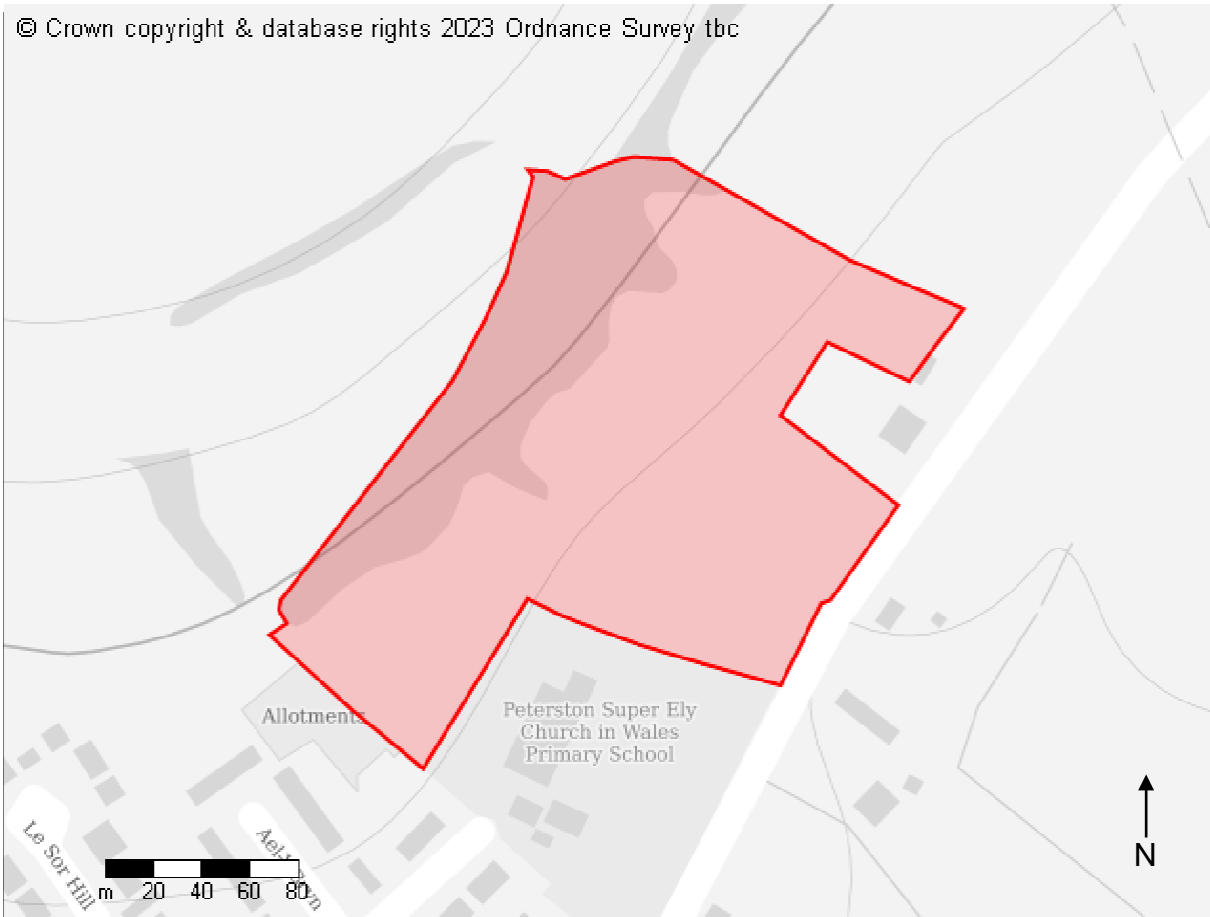 © Crown copyright & database rights 2023 Ordnance Survey tbc
Peterston Super Ely
Church in Wales
Primary School
Allotments
Le Sor Hill
m 20 40 60 80
N